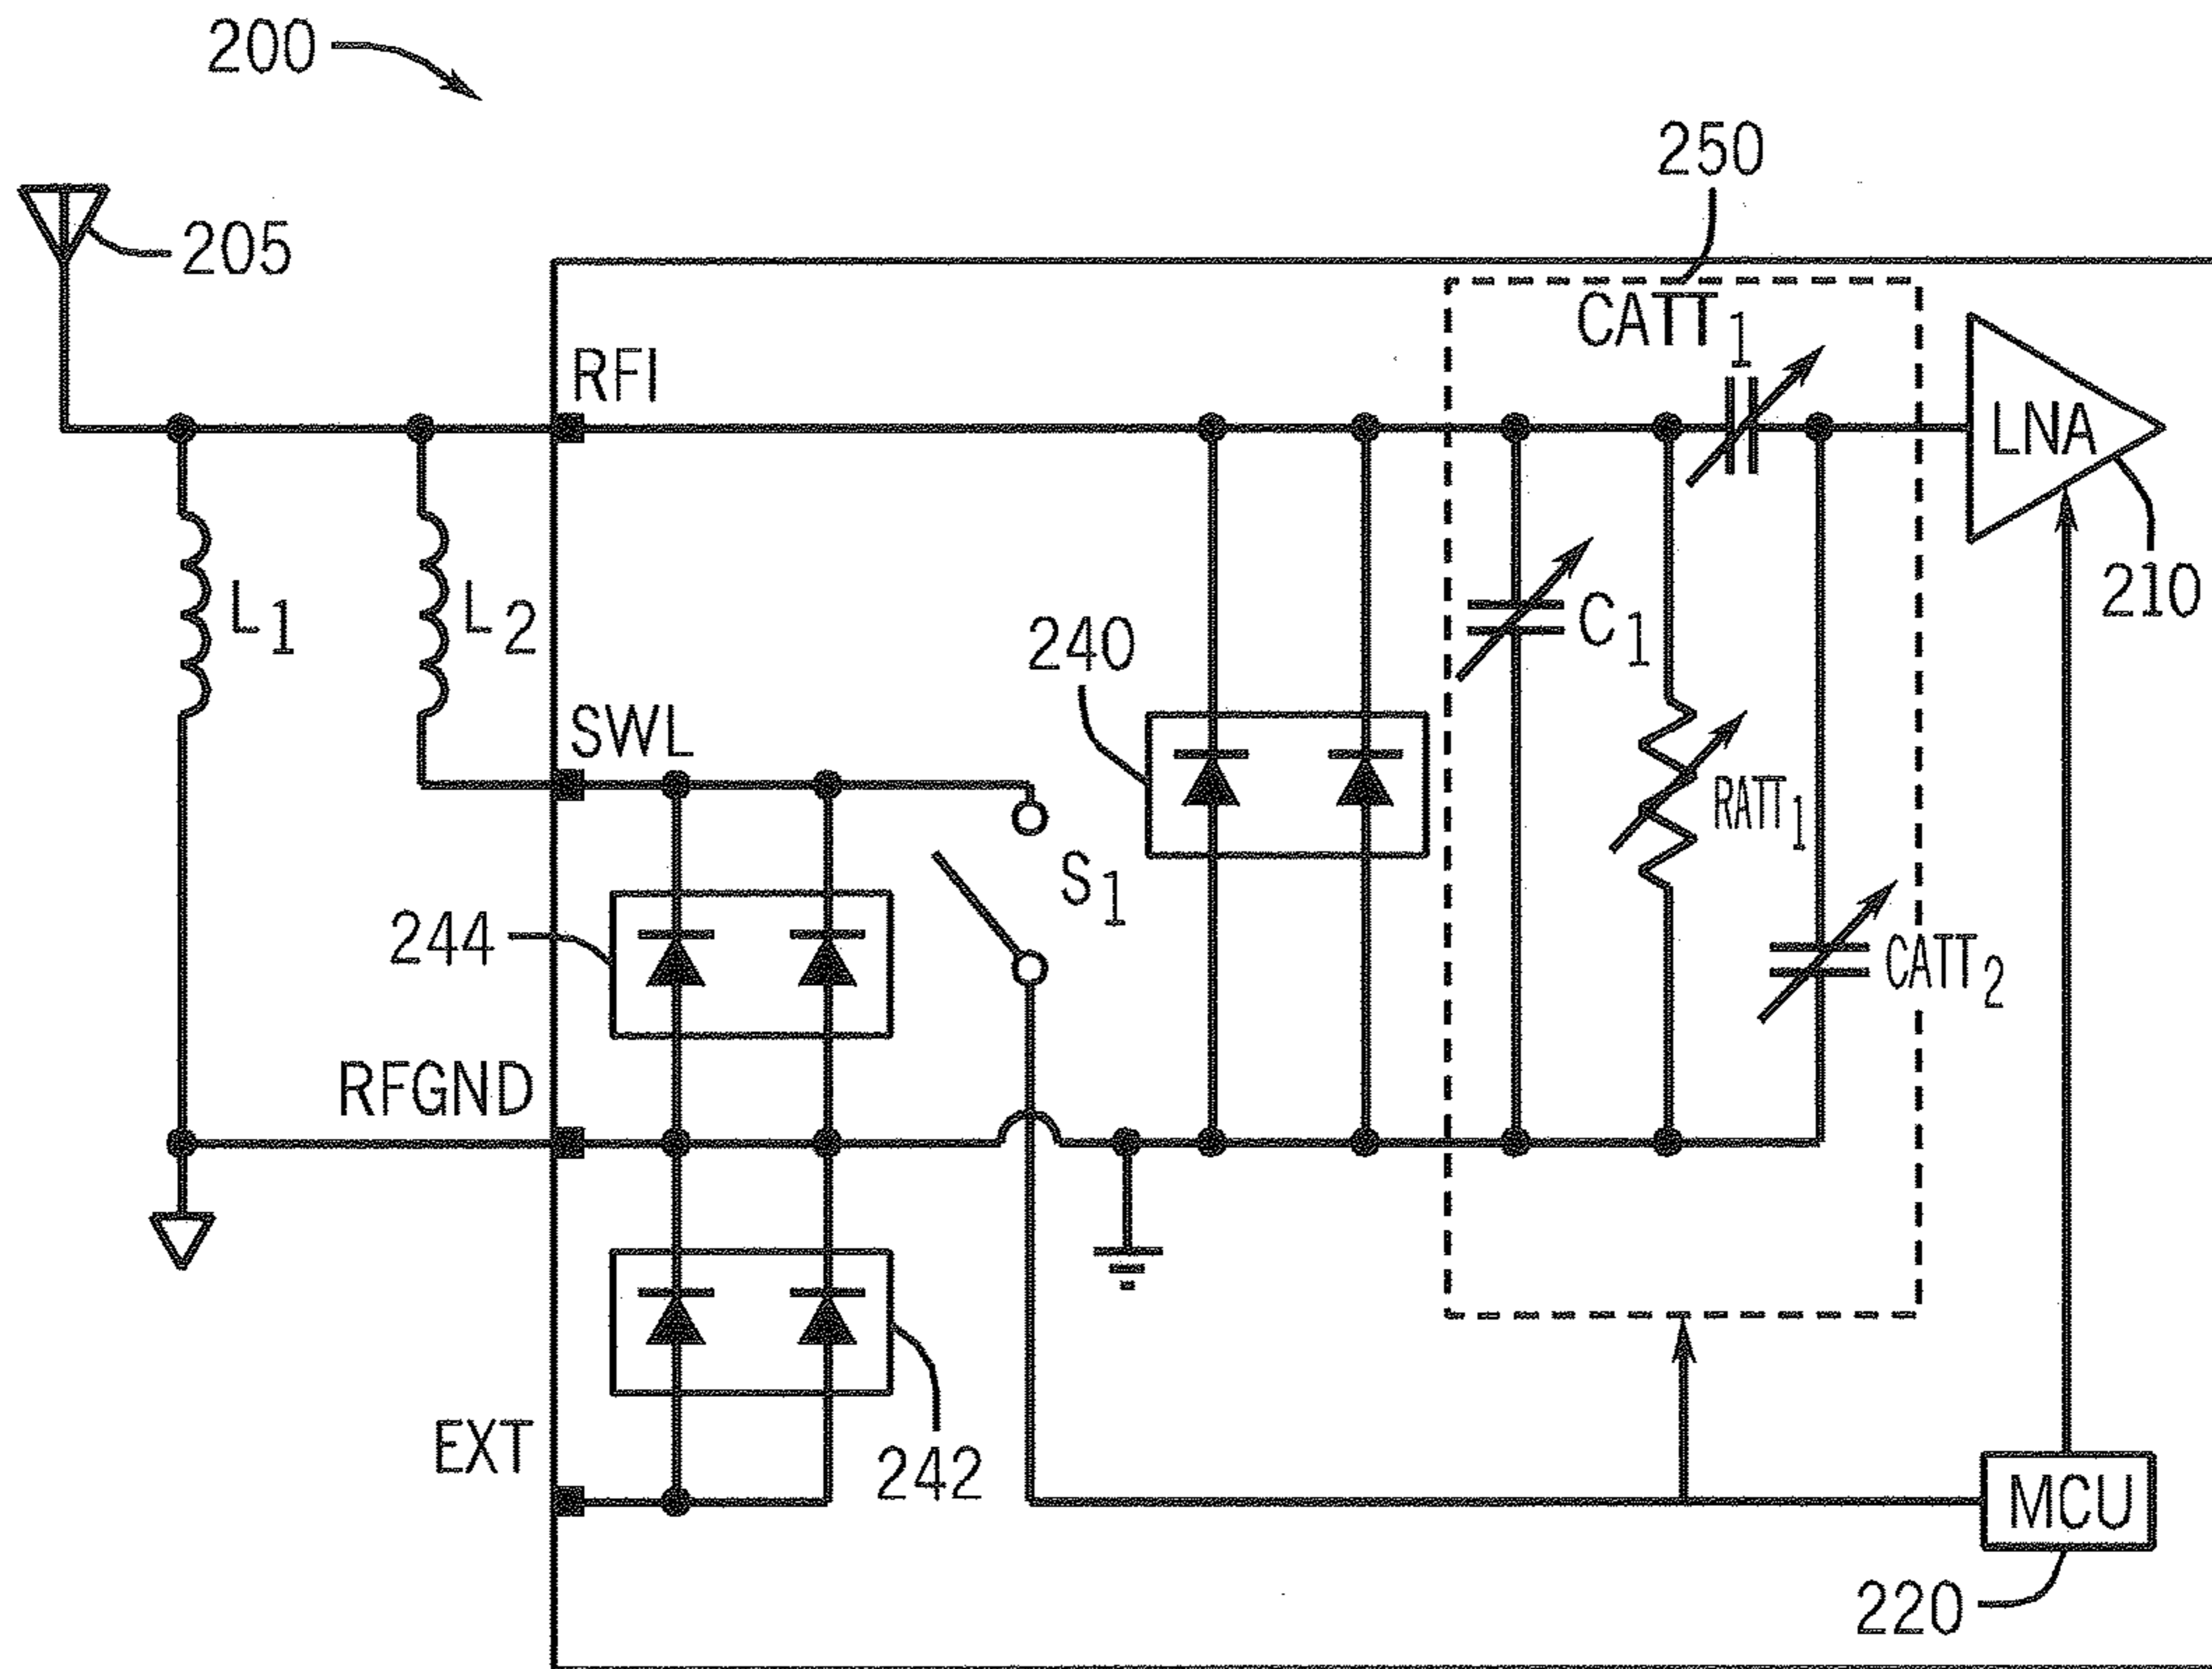 200
250
205
CATT1
RFI
LNA
210
L1
L2
C1
240
SWL
RATT1
S1
244
CATT2
RFGND
EXT
242
MCU
220